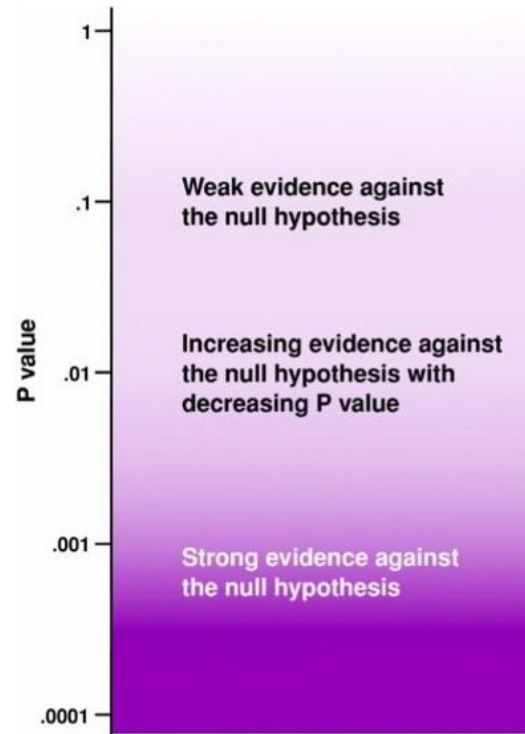 1
Weak evidence against
the null hypothesis
.1
P value
Increasing evidence against
the null hypothesis with
decreasing P value
.01
.001
Strong evidence against
the null hypothesis
.0001